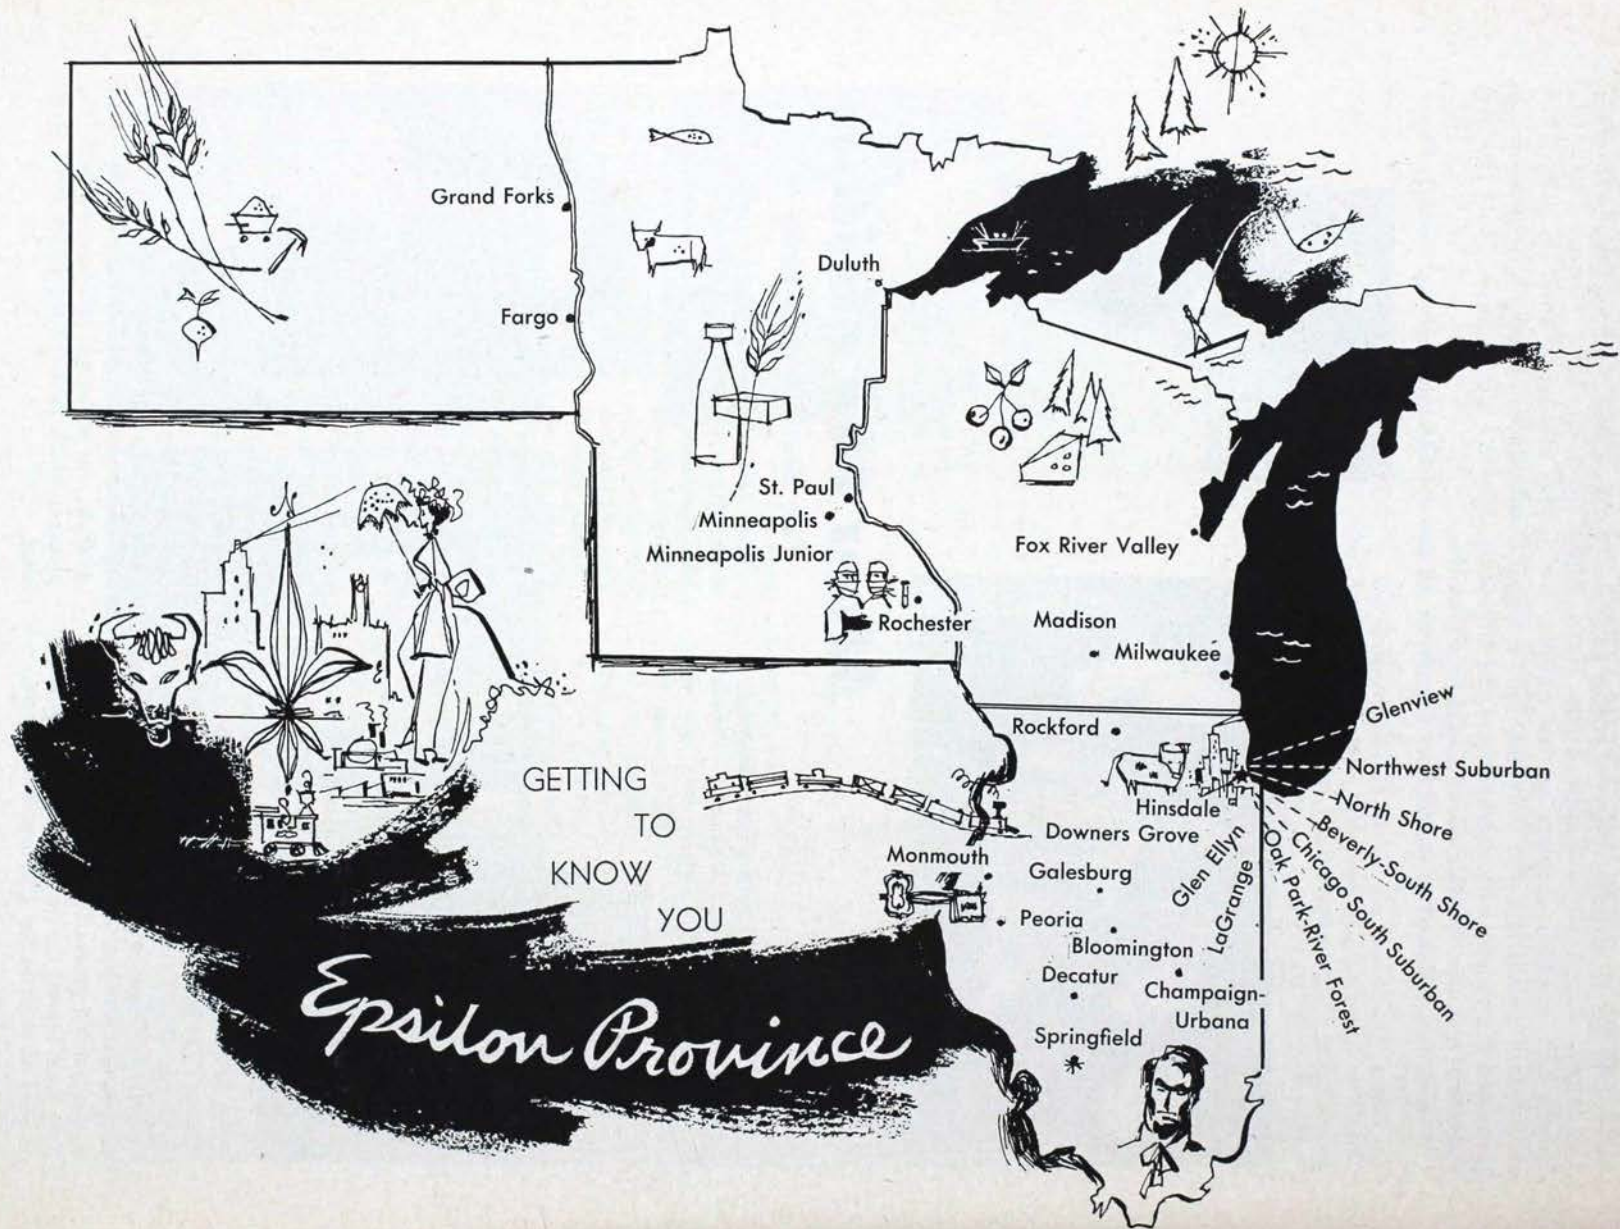 Grand Forks
Fargo
Duluth
St. Paul
Minneapolis
Minneapolis Junior
Rochester
Fox River Valley
Madison
Milwaukee
Rockford
Hinsdale
Downers Grove
Glen Ellyn
LaGrange
Monmouth
Galesburg
Peoria
Bloomington
Decatur
Champaign-
Urbana
Springfield
Glenview
Northwest Suburban
North Shore
Beverly-South Shore
Chicago South Suburban
Oak Park-River Forest
GETTING
TO
KNOW
YOU
Epsilon Province